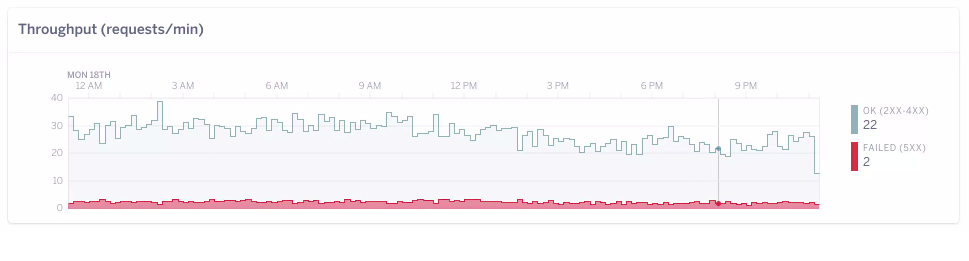 Throughput (requests/min)
MON 18TH
12 AM 3 AM 6 AM 9 AM 12 PM 3 PM 6 PM 9 PM
40
30
20
10
0
OK (2XX-4XX)
22
FAILED (5XX)
2